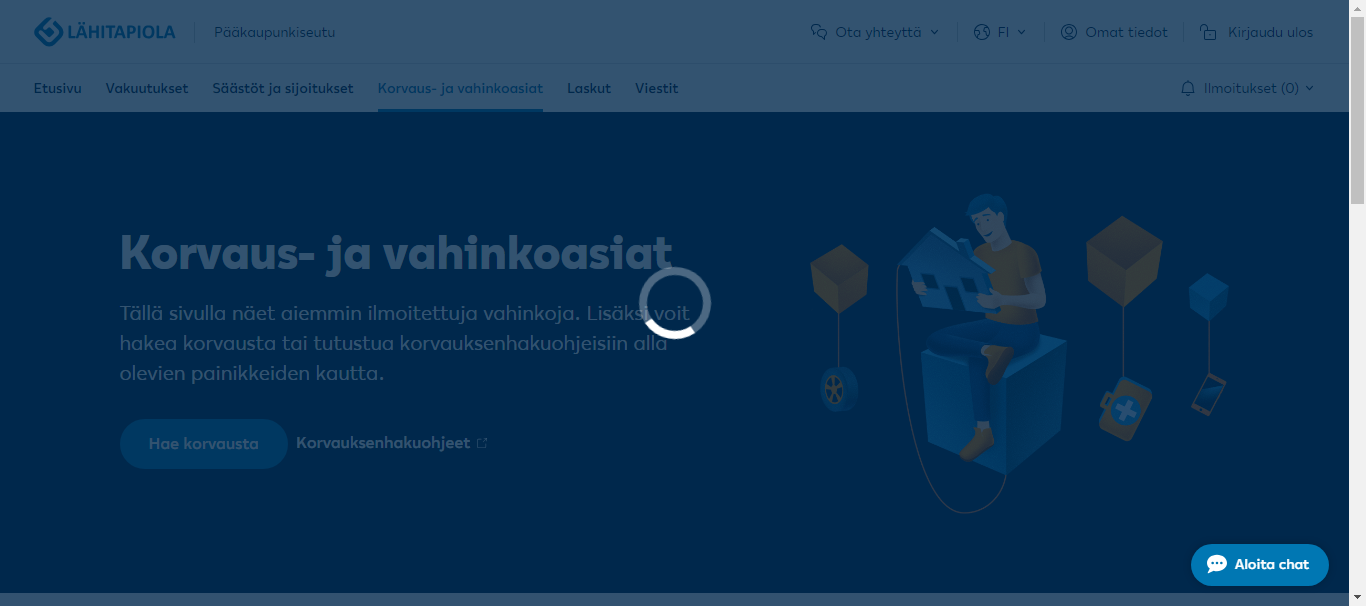 LÄHITAPIOLA
Pääkaupunkiseutu
Ota yhteyttä
FI
Omat tiedot
Kirjaudu ulos
Etusivu
Vakuutukset
Säästöt ja sijoitukset
Korvaus- ja vahinkoasiat
Laskut
Viestit
Ilmoitukset (0)
Korvaus- ja vahinkoasiat
Tällä sivulla näet aiemmin ilmoitettuja vahinkoja. Lisäksi voit
hakea korvausta tai tutustua korvauksenhakuohjeisiin alla
olevien painikkeiden kautta.
Hae korvausta
Korvauksenhakuohjeet
Aloita chat